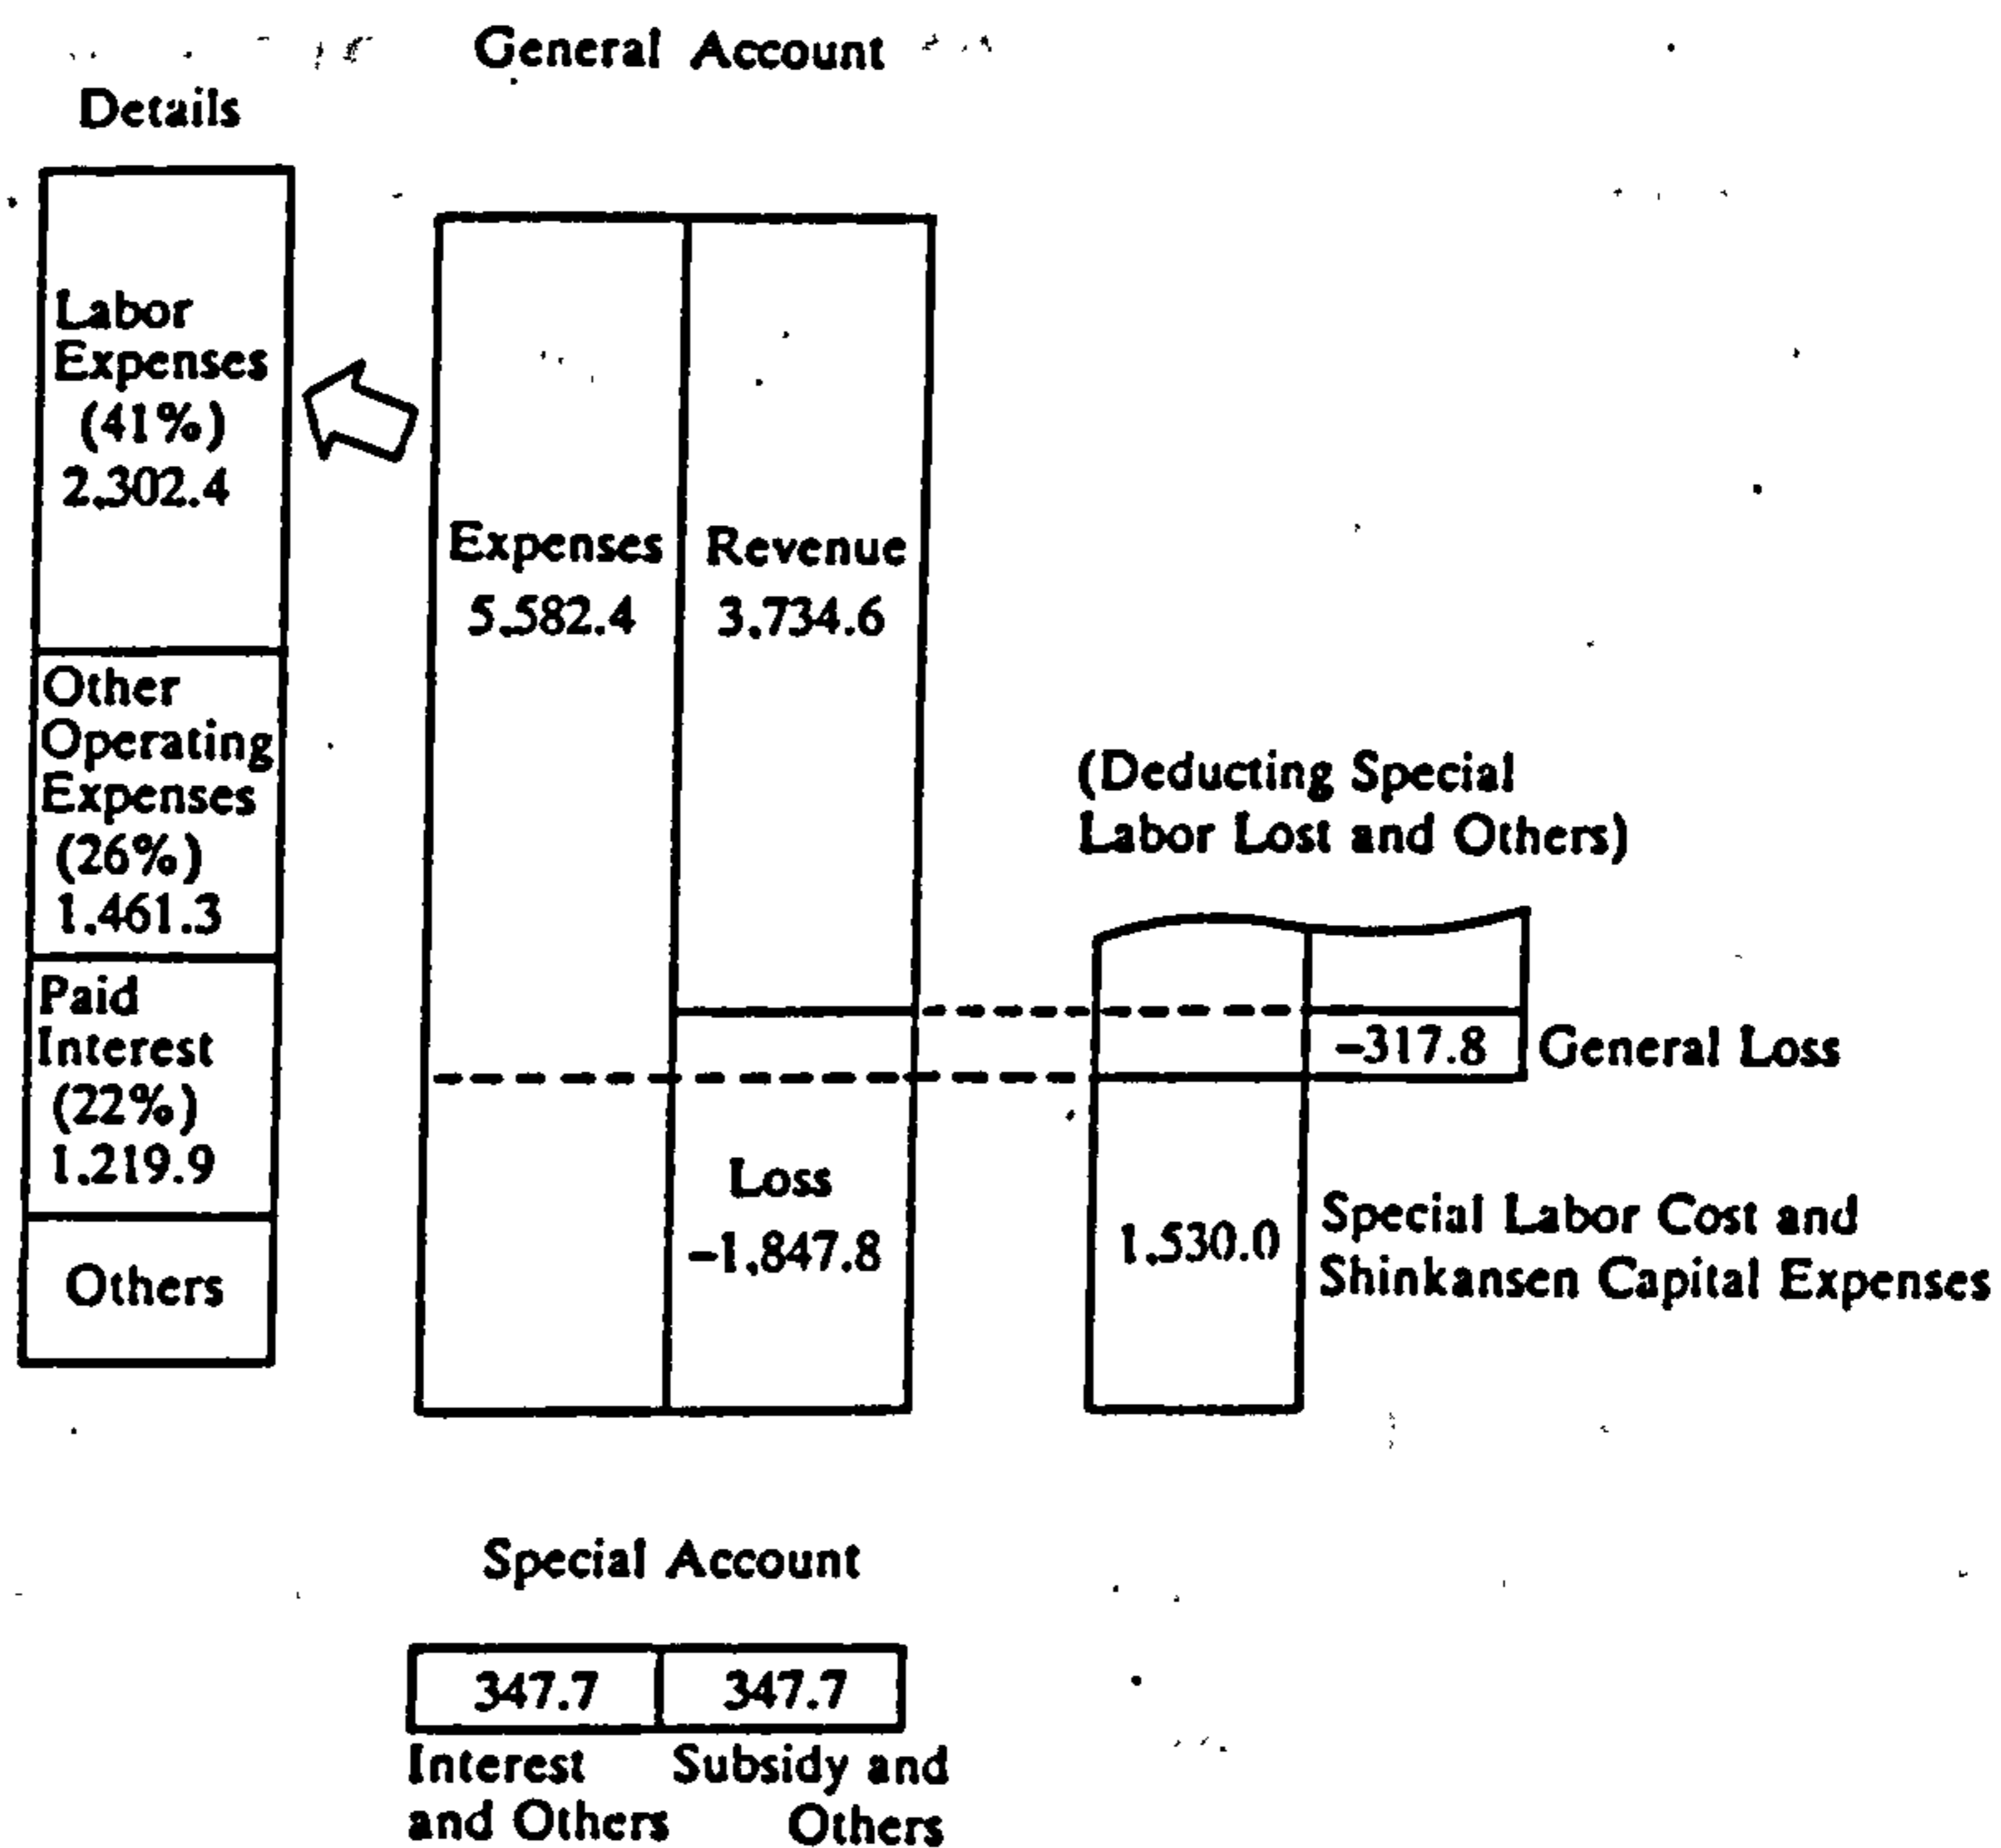 General Account
Details
Labor
Expenses
(41%)
2,302.4
Expenses
5,582.4
Revenue
3,734.6
Other
Operating
Expenses
(26%)
1,461.3
Paid
Interest
(22%)
1,219.9
Others
Loss
-1,847.8
(Deducting Special
Labor Lost and Others)
-317.8
General Loss
1,530.0
Special Labor Cost and
Shinkansen Capital Expenses
Special Account
347.7
347.7
Interest
and Others
Subsidy and
Others